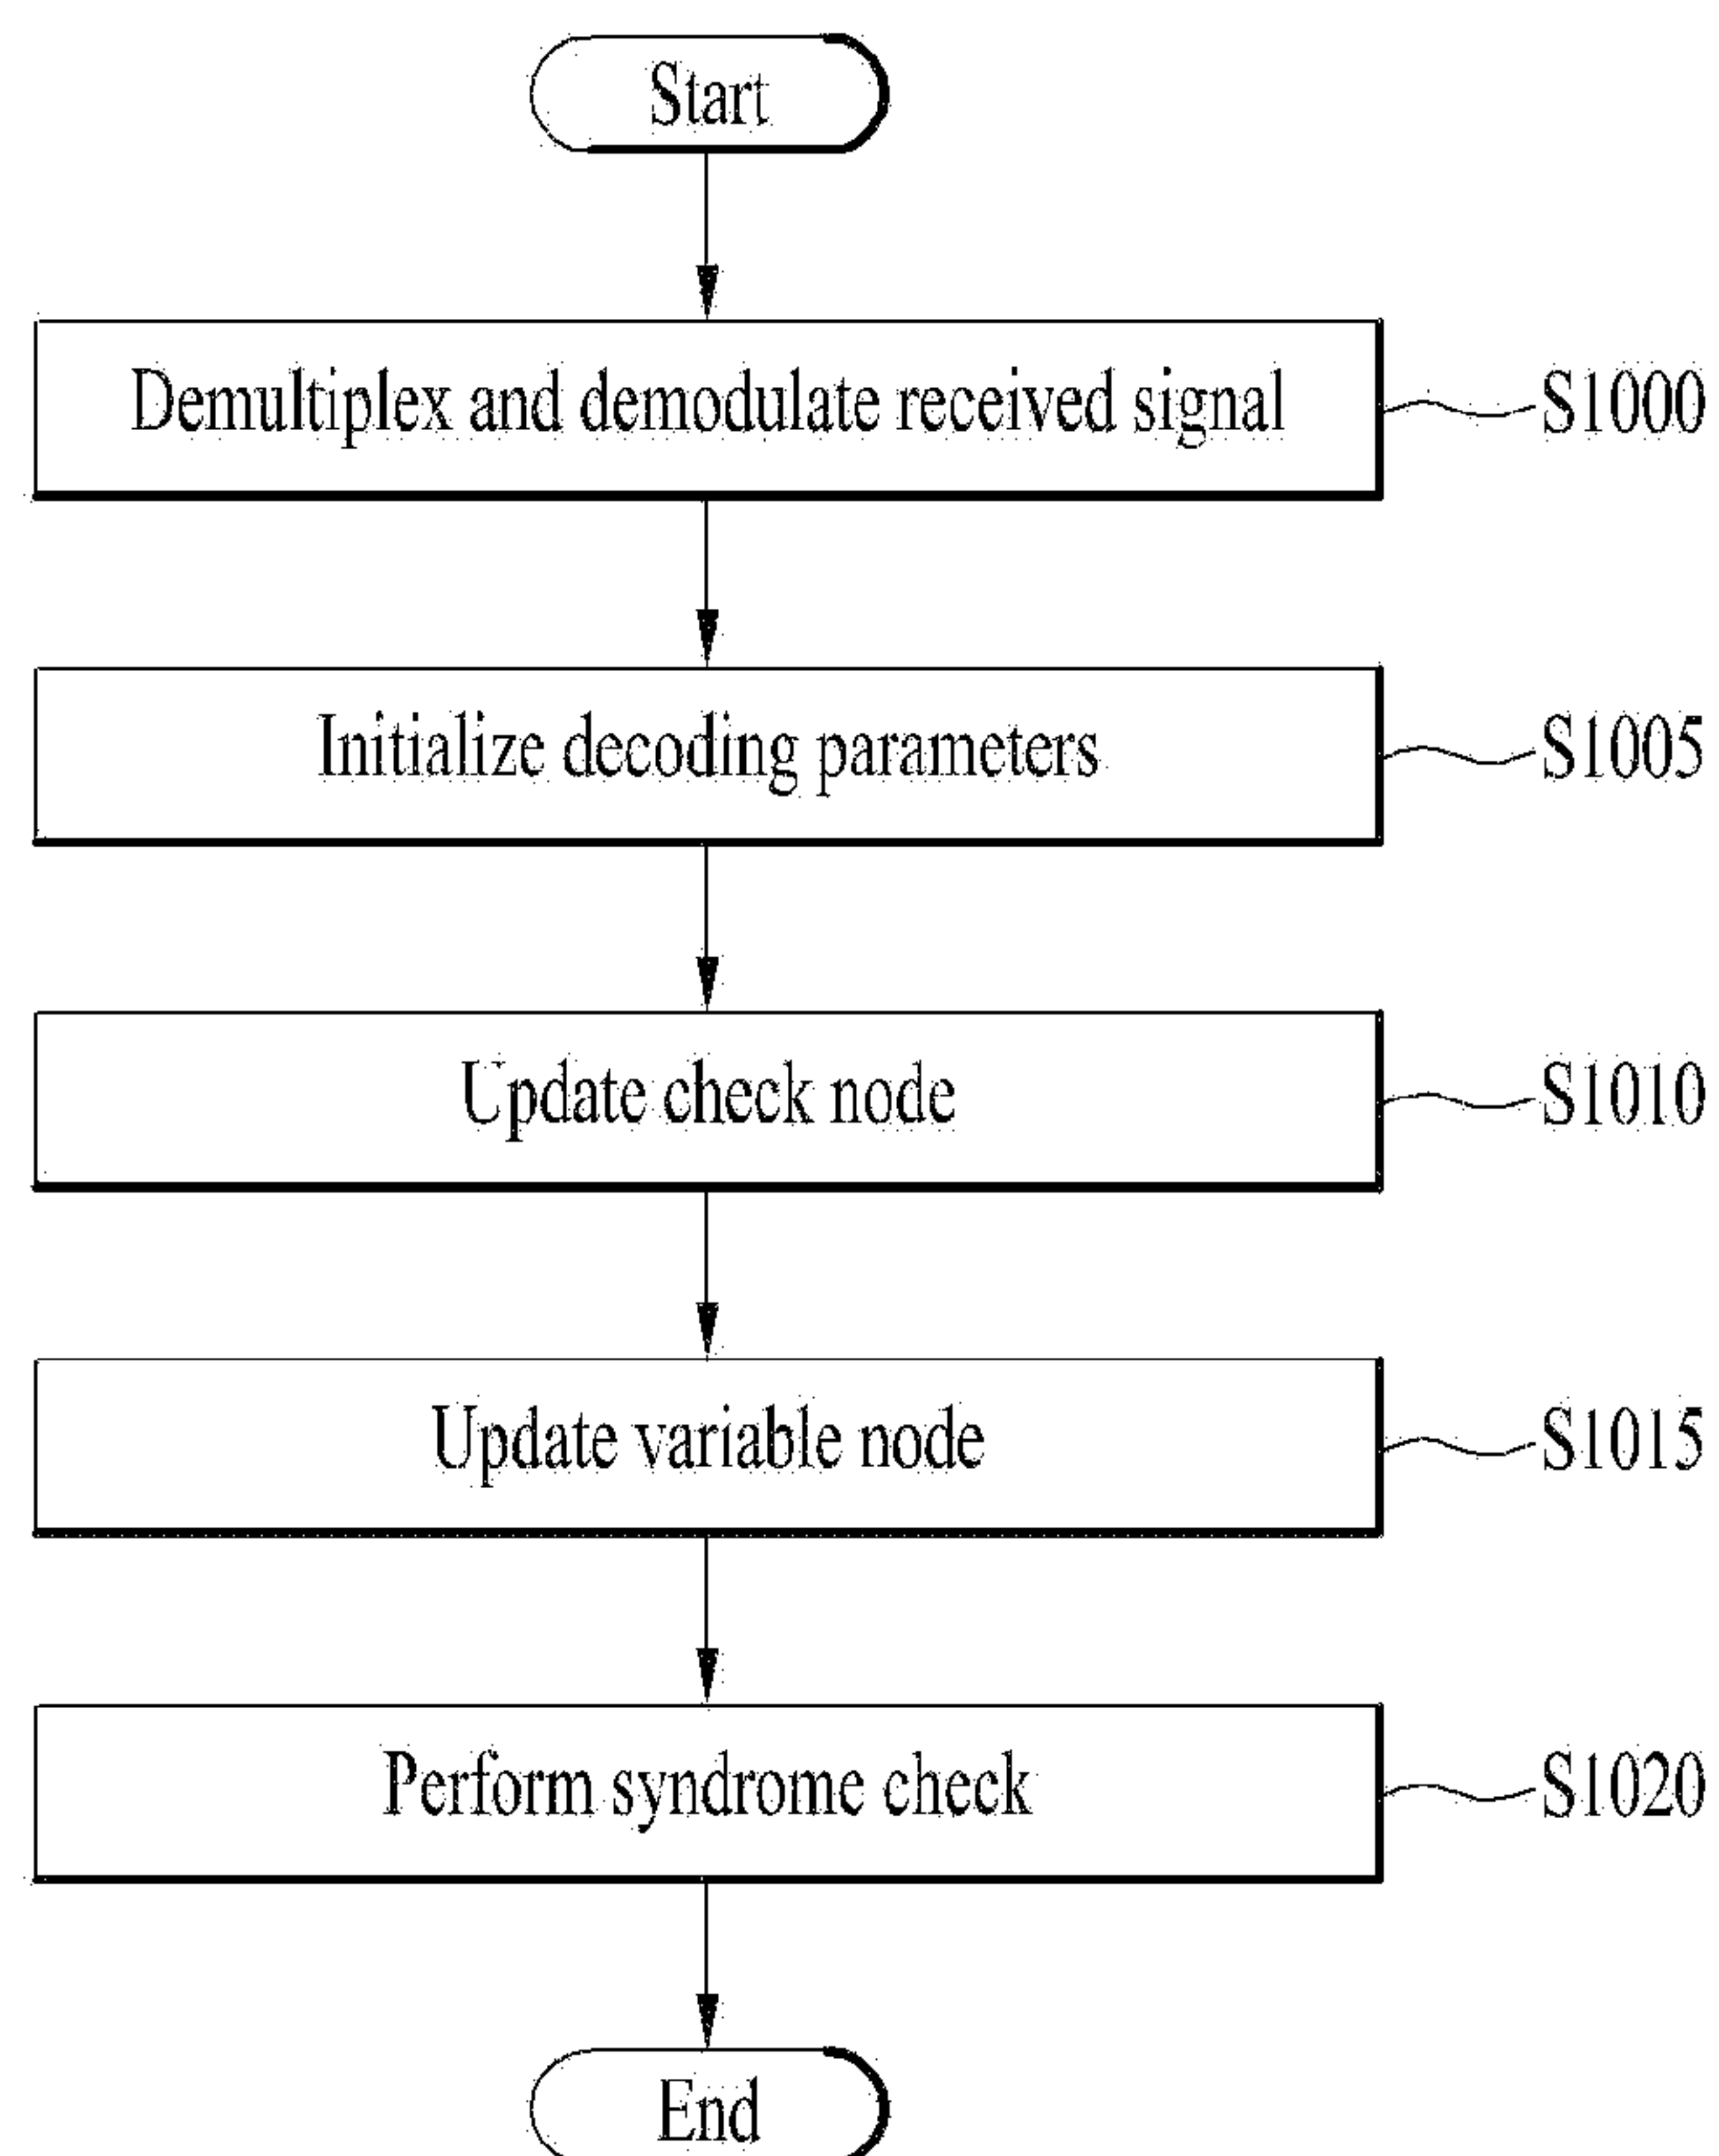 Start
Demultiplex and demodulate received signal
S1000
Initialize decoding parameters
S1005
Update check node
S1010
Update variable node
S1015
Perform syndrome check
S1020
End